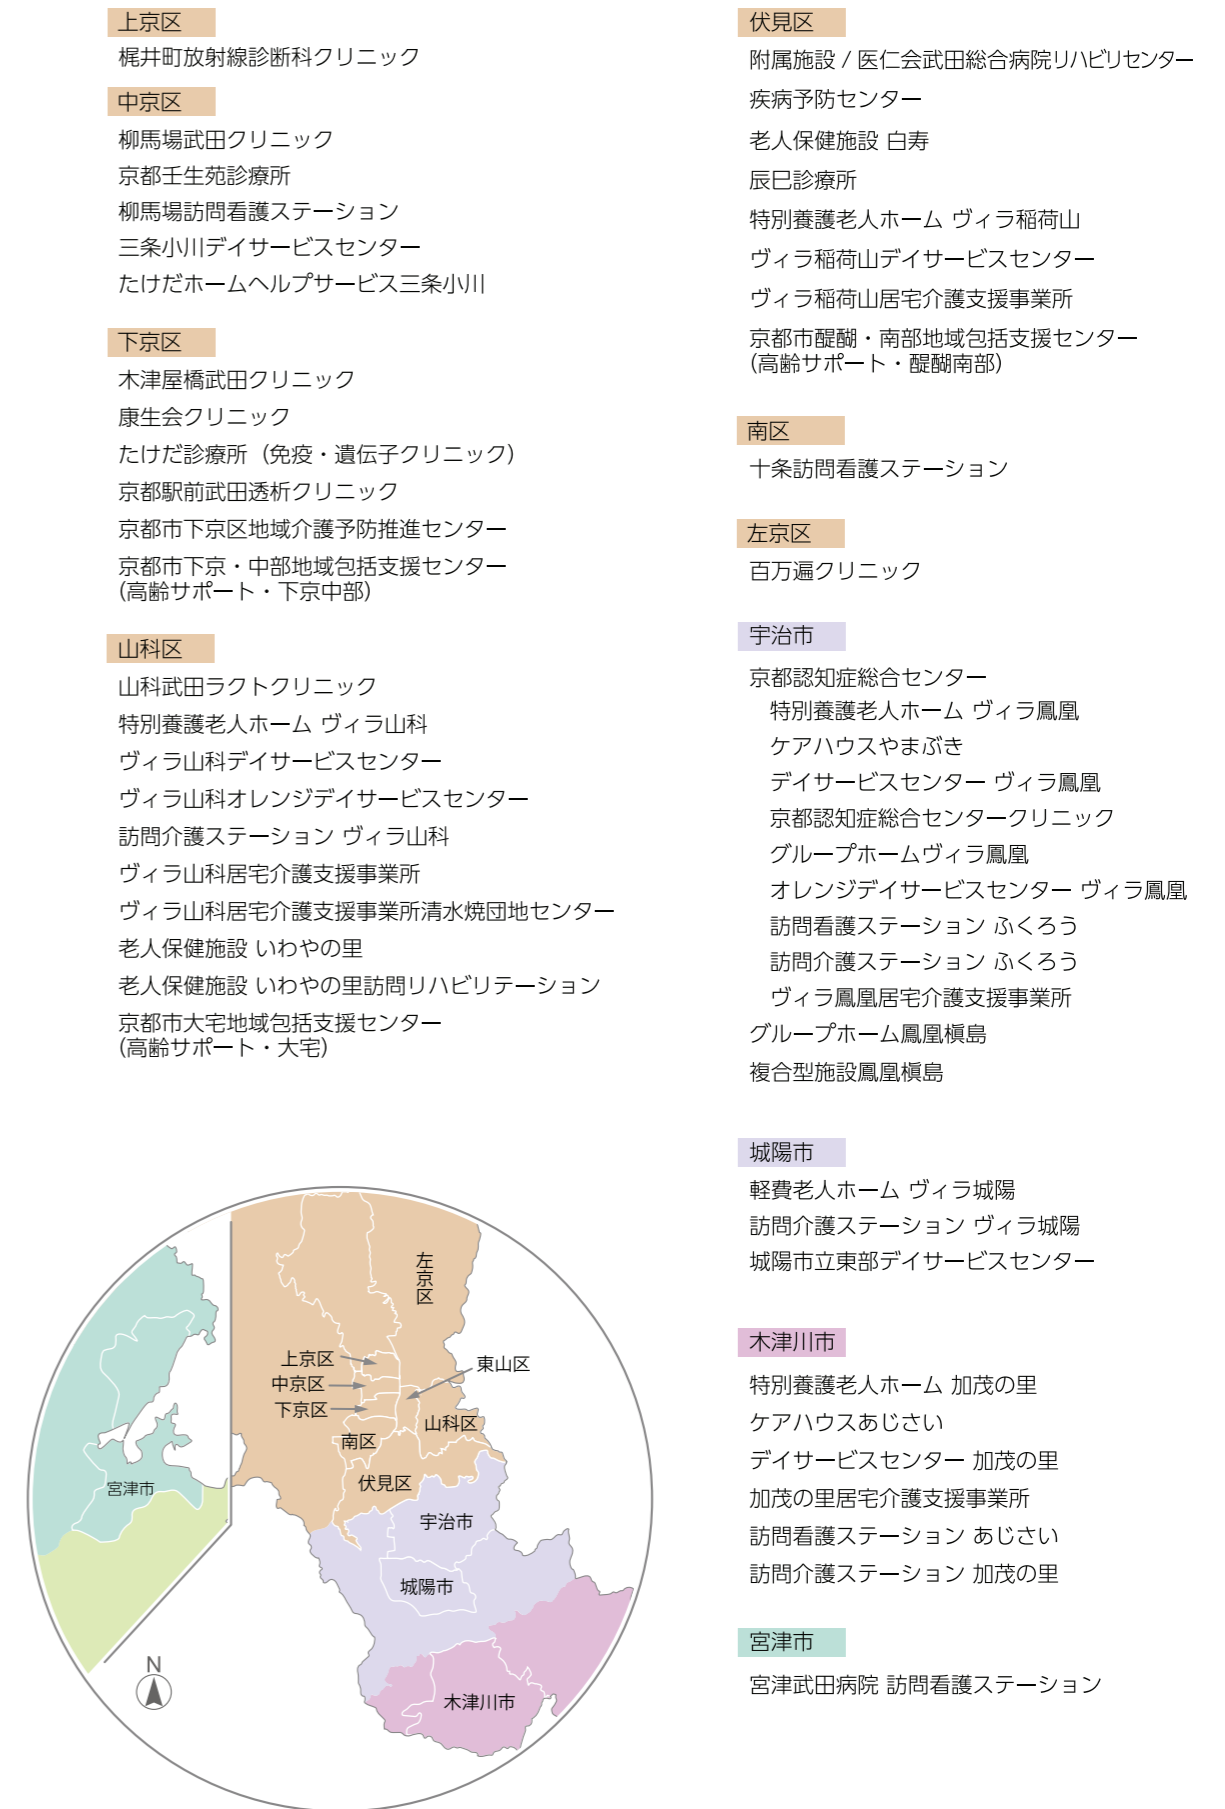 上京区
梶井町放射線診断科クリニック
中京区
柳馬場武田クリニック
京都壬生苑診療所
柳馬場訪問看護ステーション
三条小川デイサービスセンター
たけだホームヘルプサービス三条小川
下京区
木津屋橋武田クリニック
康生会クリニック
たけだ診療所（免疫・遺伝子クリニック）
京都駅前武田透析クリニック
京都市下京区地域介護予防推進センター
京都市下京・中部地域包括支援センター
(高齢サポート・下京中部)
山科区
山科武田ラクトクリニック
特別養護老人ホーム ヴィラ山科
ヴィラ山科デイサービスセンター
ヴィラ山科オレンジデイサービスセンター
訪問介護ステーション ヴィラ山科
ヴィラ山科居宅介護支援事業所
ヴィラ山科居宅介護支援事業所清水焼団地センター
老人保健施設 いわやの里
老人保健施設 いわやの里訪問リハビリテーション
京都市大宅地域包括支援センター
(高齢サポート・大宅)
伏見区
附属施設 / 医仁会武田総合病院リハビリセンター
疾病予防センター
老人保健施設 白寿
辰巳診療所
特別養護老人ホーム ヴィラ稲荷山
ヴィラ稲荷山デイサービスセンター
ヴィラ稲荷山居宅介護支援事業所
京都市醍醐・南部地域包括支援センター
(高齢サポート・醍醐南部)
南区
十条訪問看護ステーション
左京区
百万遍クリニック
宇治市
京都認知症総合センター
特別養護老人ホーム ヴィラ鳳凰
ケアハウスやまぶき
デイサービスセンター ヴィラ鳳凰
京都認知症総合センタークリニック
グループホームヴィラ鳳凰
オレンジデイサービスセンター ヴィラ鳳凰
訪問看護ステーション ふくろう
訪問介護ステーション ふくろう
ヴィラ鳳凰居宅介護支援事業所
グループホーム鳳凰槇島
複合型施設鳳凰槇島
城陽市
軽費老人ホーム ヴィラ城陽
訪問介護ステーション ヴィラ城陽
城陽市立東部デイサービスセンター
木津川市
特別養護老人ホーム 加茂の里
ケアハウスあじさい
デイサービスセンター 加茂の里
加茂の里居宅介護支援事業所
訪問看護ステーション あじさい
訪問介護ステーション 加茂の里
宮津市
宮津武田病院 訪問看護ステーション
左京区
上京区
東山区
中京区
下京区
山科区
南区
伏見区
宮津市
宇治市
城陽市
木津川市
N